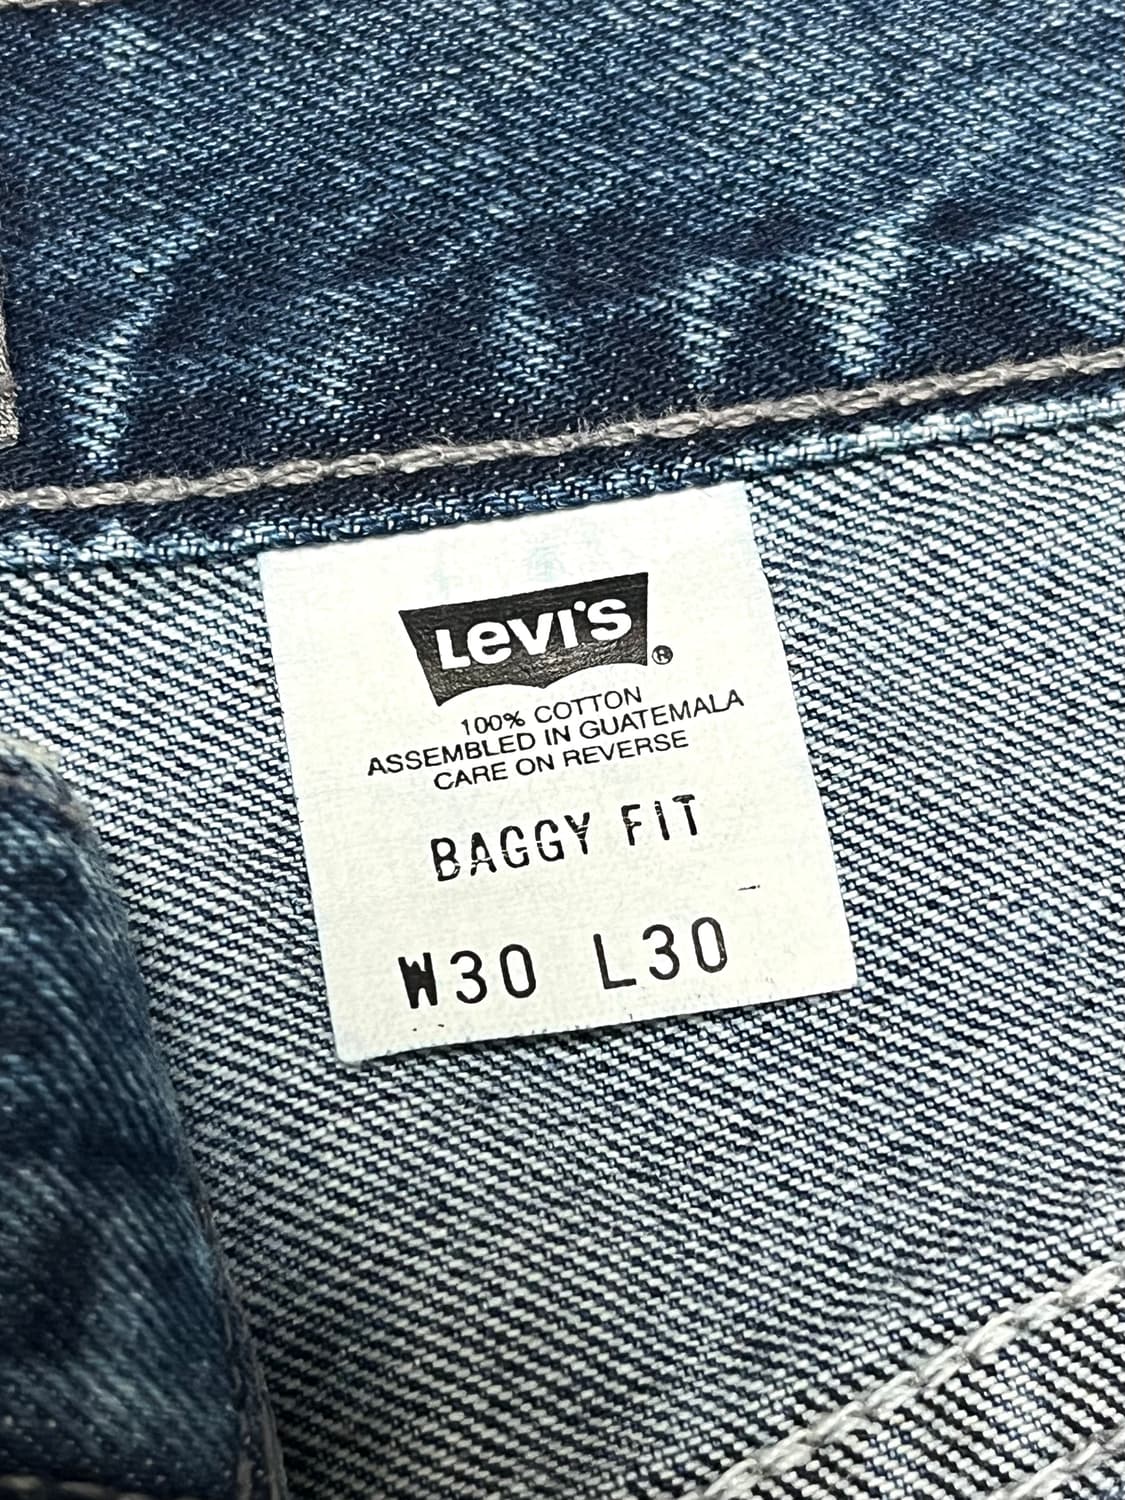 Levi's ®
100% COTTON
ASSEMBLED IN GUATEMALA
CARE ON REVERSE
BAGGY FIT
W30 L30